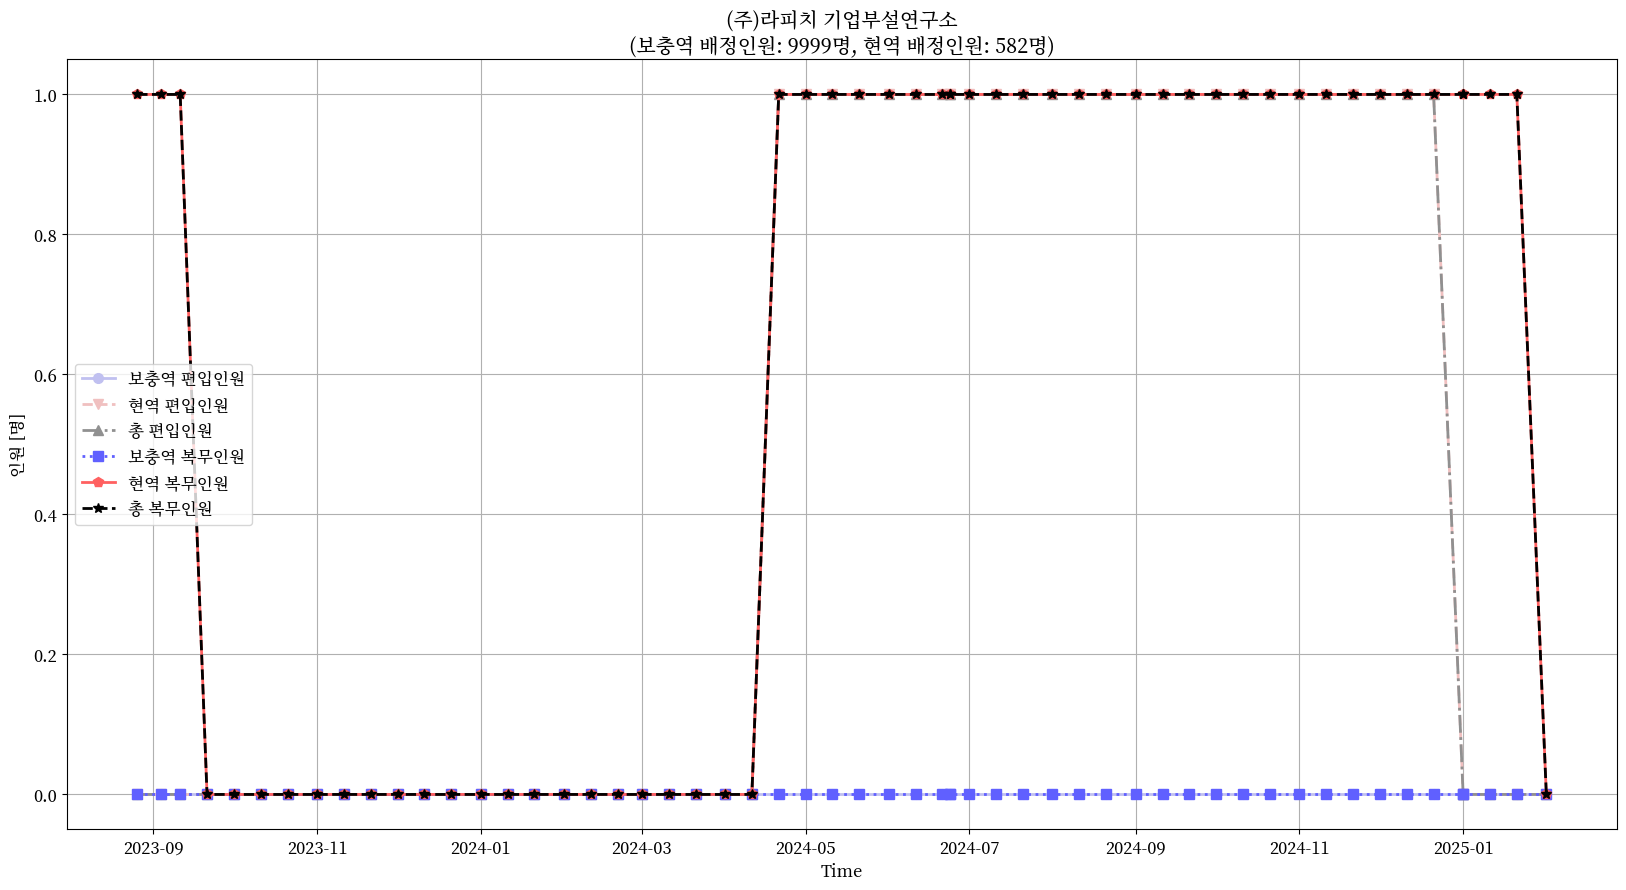 (주)라피치 기업부설연구소
(보충역 배정인원: 9999명, 현역 배정인원: 582명)
1.0
0.8
0.6
0.4
0.2
0.0
인원 [명]
보충역 편입인원
현역 편입인원
총 편입인원
보충역 복무인원
현역 복무인원
총 복무인원
2023-09
2023-11
2024-01
2024-03
2024-05
2024-07
2024-09
2024-11
2025-01
Time